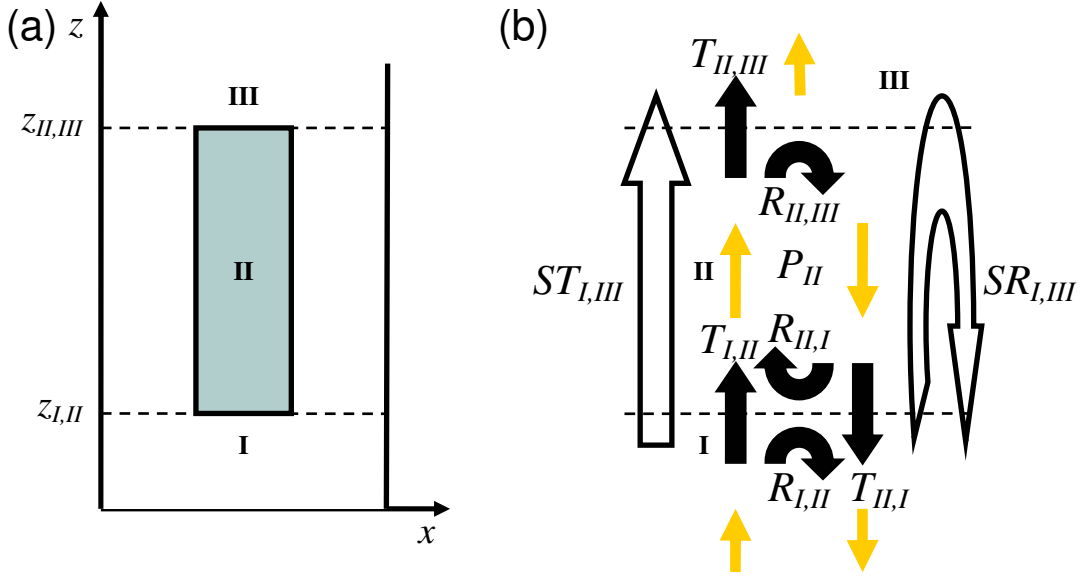 (a)
z
III
z_{II,III}
II
z_{I,II}
I
x
(b)
T_{II,III}
III
R_{II,III}
ST_{I,III}
II
P_{II}
SR_{I,III}
T_{I,II}
R_{II,I}
I
R_{I,II}
T_{II,I}